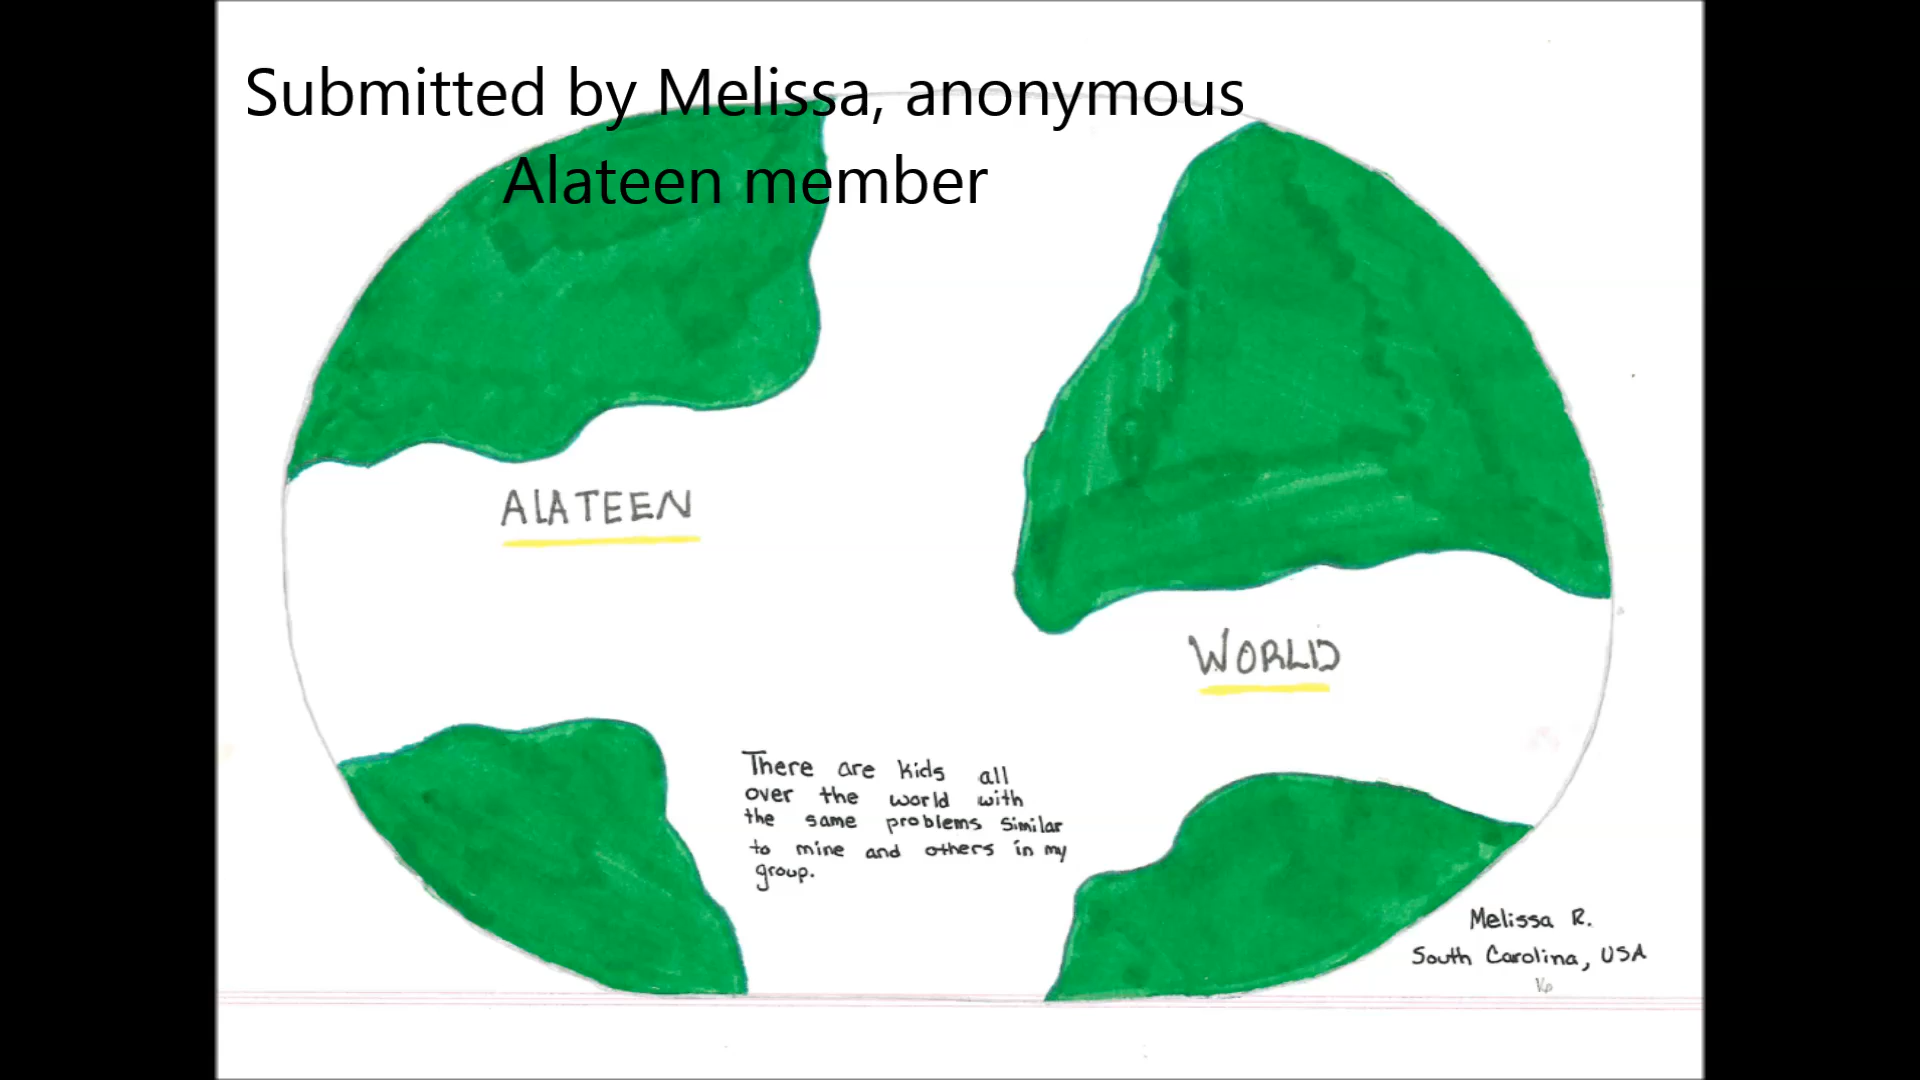 Submitted by Melissa, anonymous
Alateen member
ALATEEN
WORLD
There are kids all
over the world with
the same problems similar
to mine and others in my
group.
Melissa R.
South Carolina, USA